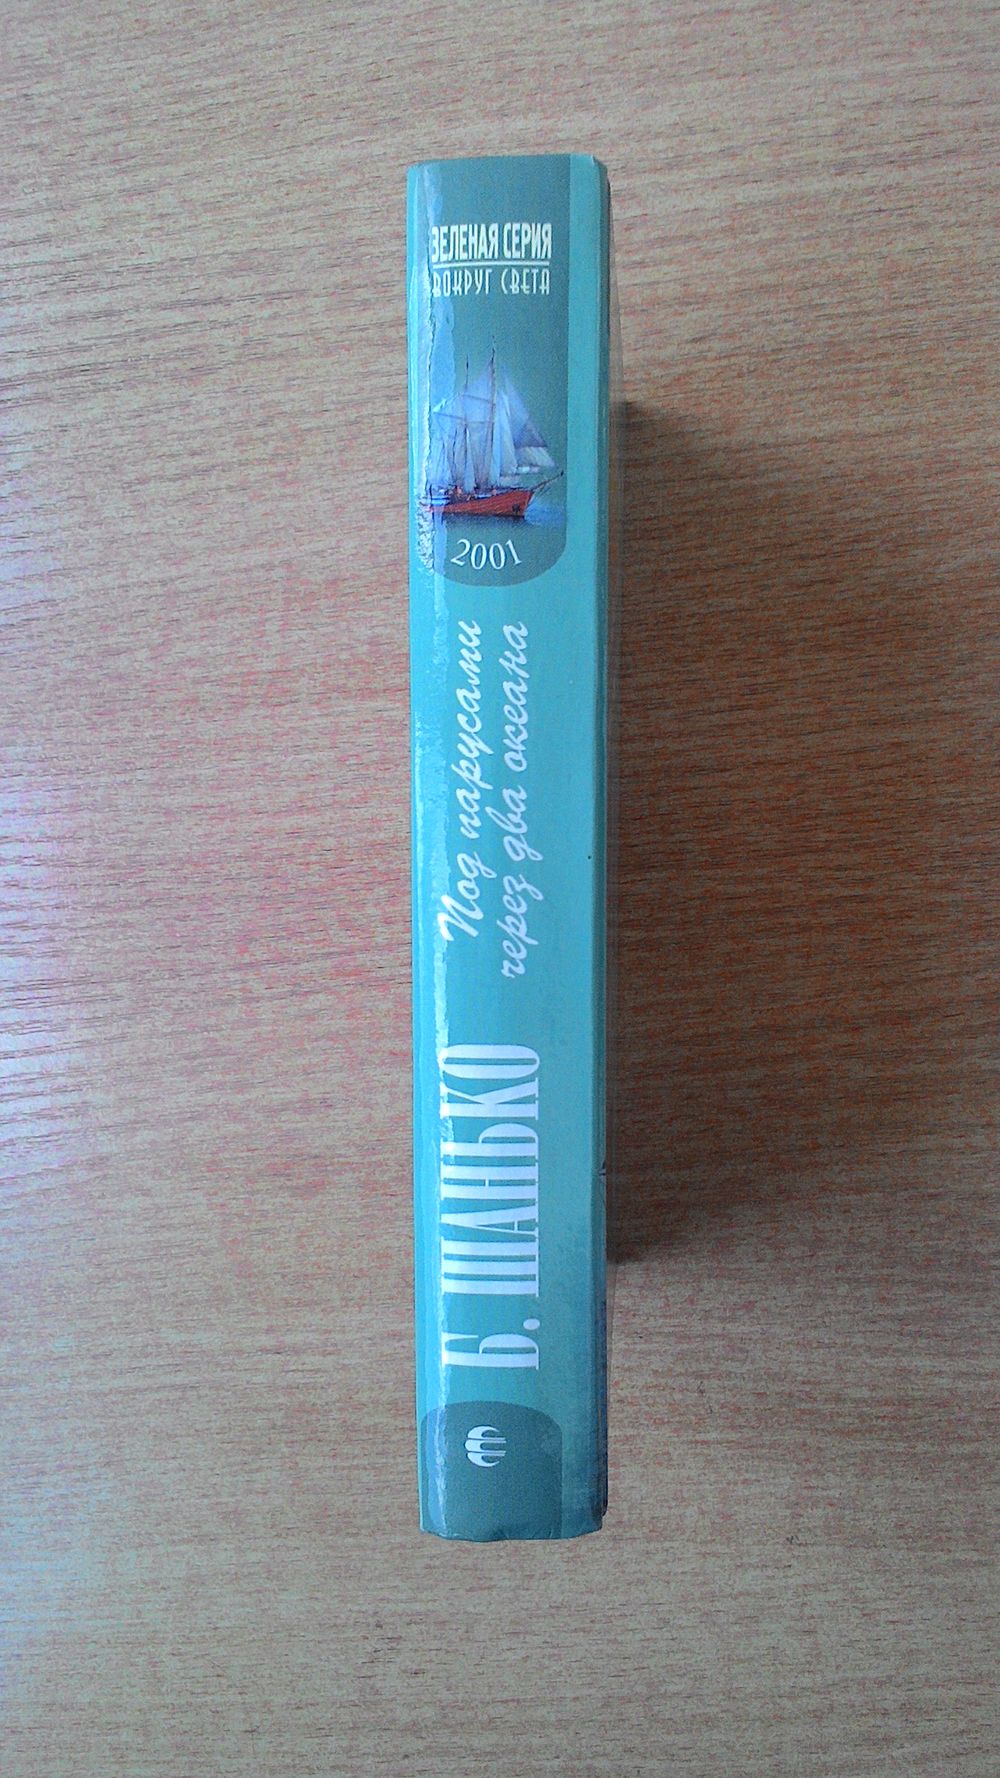 ЗЕЛЕНАЯ СЕРИЯ
ВОКРУГ СВЕТА
2001
Под парусами
через два океана
Б. ШАНЬКО